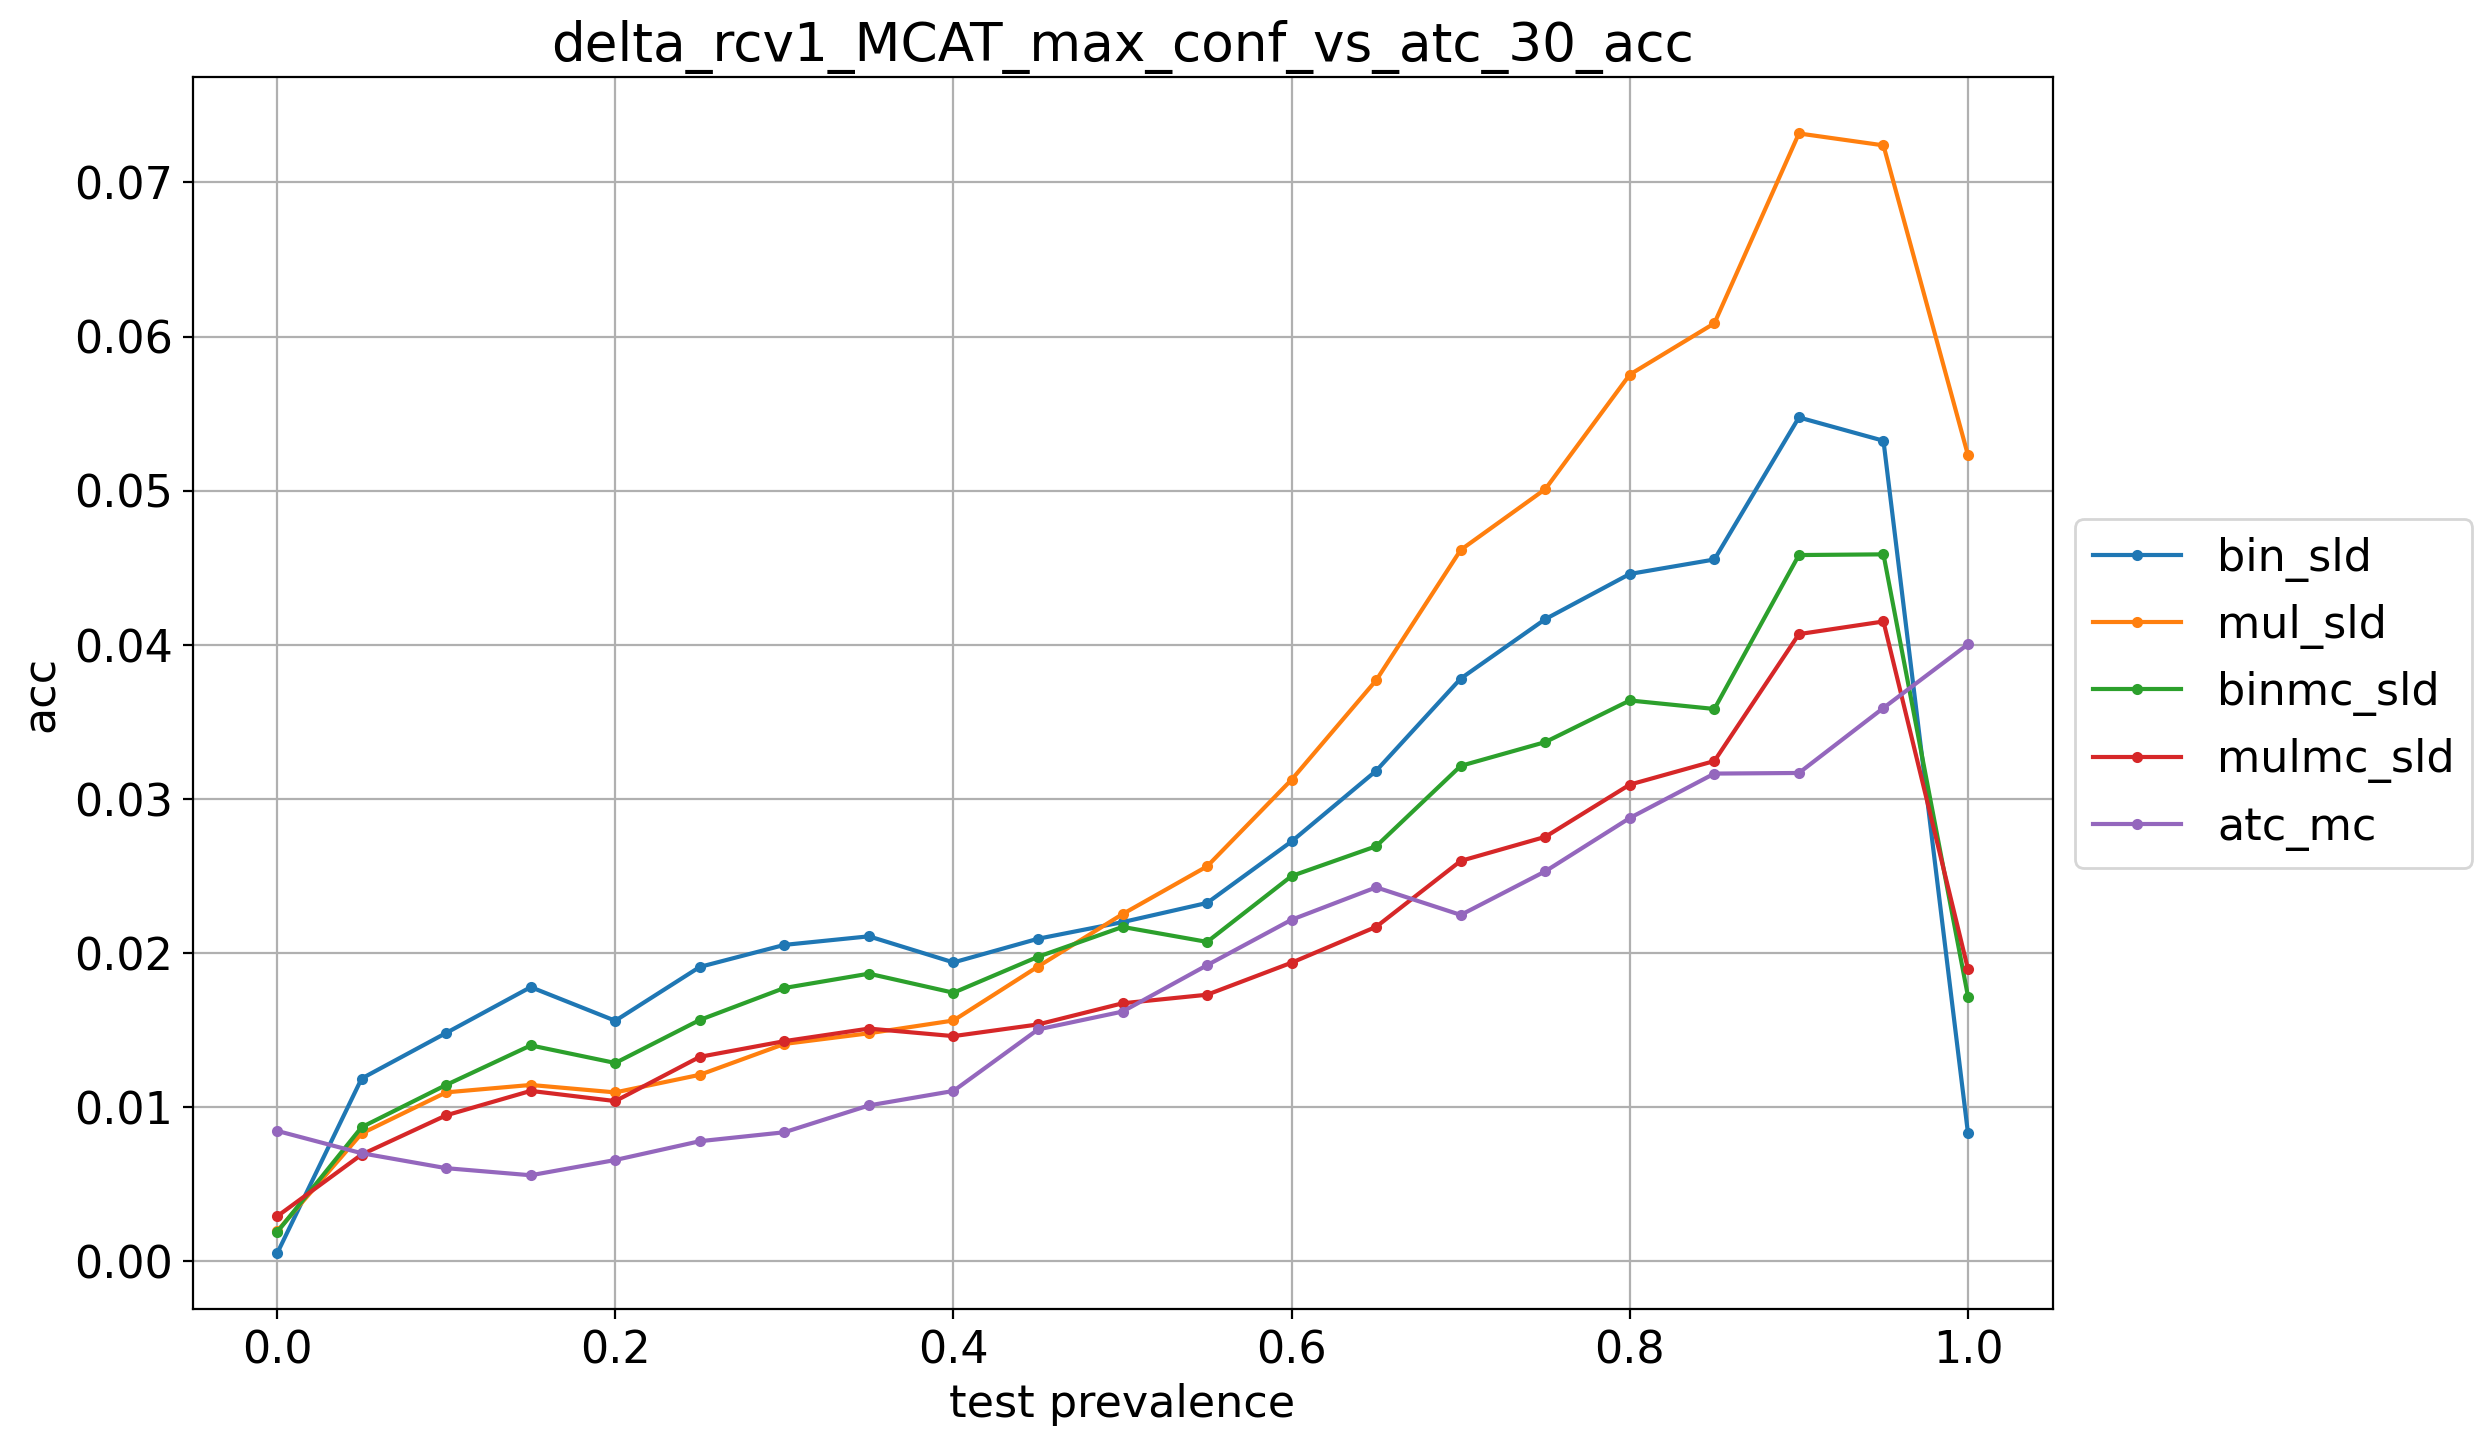 delta_rcv1_MCAT_max_conf_vs_atc_30_acc
0.07
0.06
0.05
0.04
0.03
0.02
0.01
0.00
acc
0.0 0.2 0.4 0.6 0.8 1.0
test prevalence
bin_sld
mul_sld
binmc_sld
mulmc_sld
atc_mc